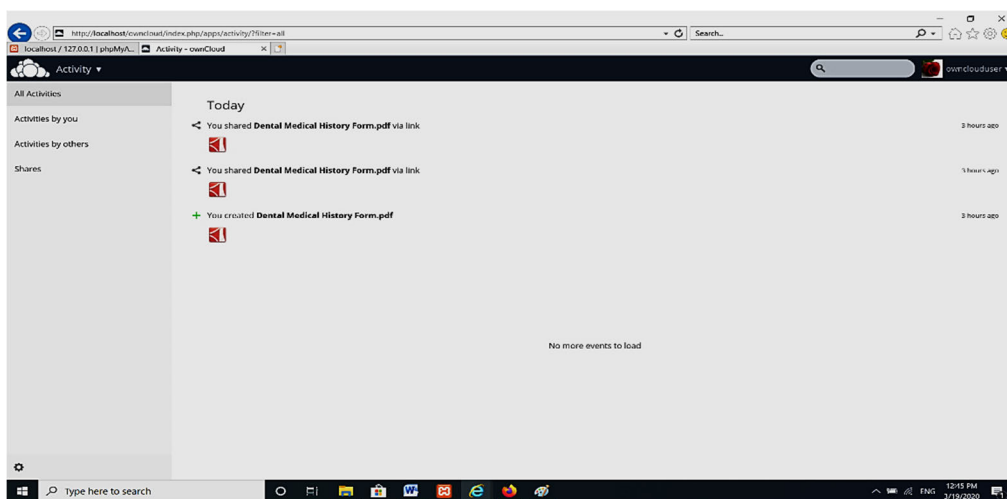 http://localhost/owncloud/index.php/apps/activity/?filter=all
Search...
localhost / 127.0.0.1 | phpMyA...
Activity - ownCloud
Activity
ownclouduser
All Activities
Activities by you
Activities by others
Shares
Today
You shared Dental Medical History Form.pdf via link
3 hours ago
You shared Dental Medical History Form.pdf via link
3 hours ago
You created Dental Medical History Form.pdf
3 hours ago
No more events to load
Type here to search
ENG
12:45 PM
3/19/2020